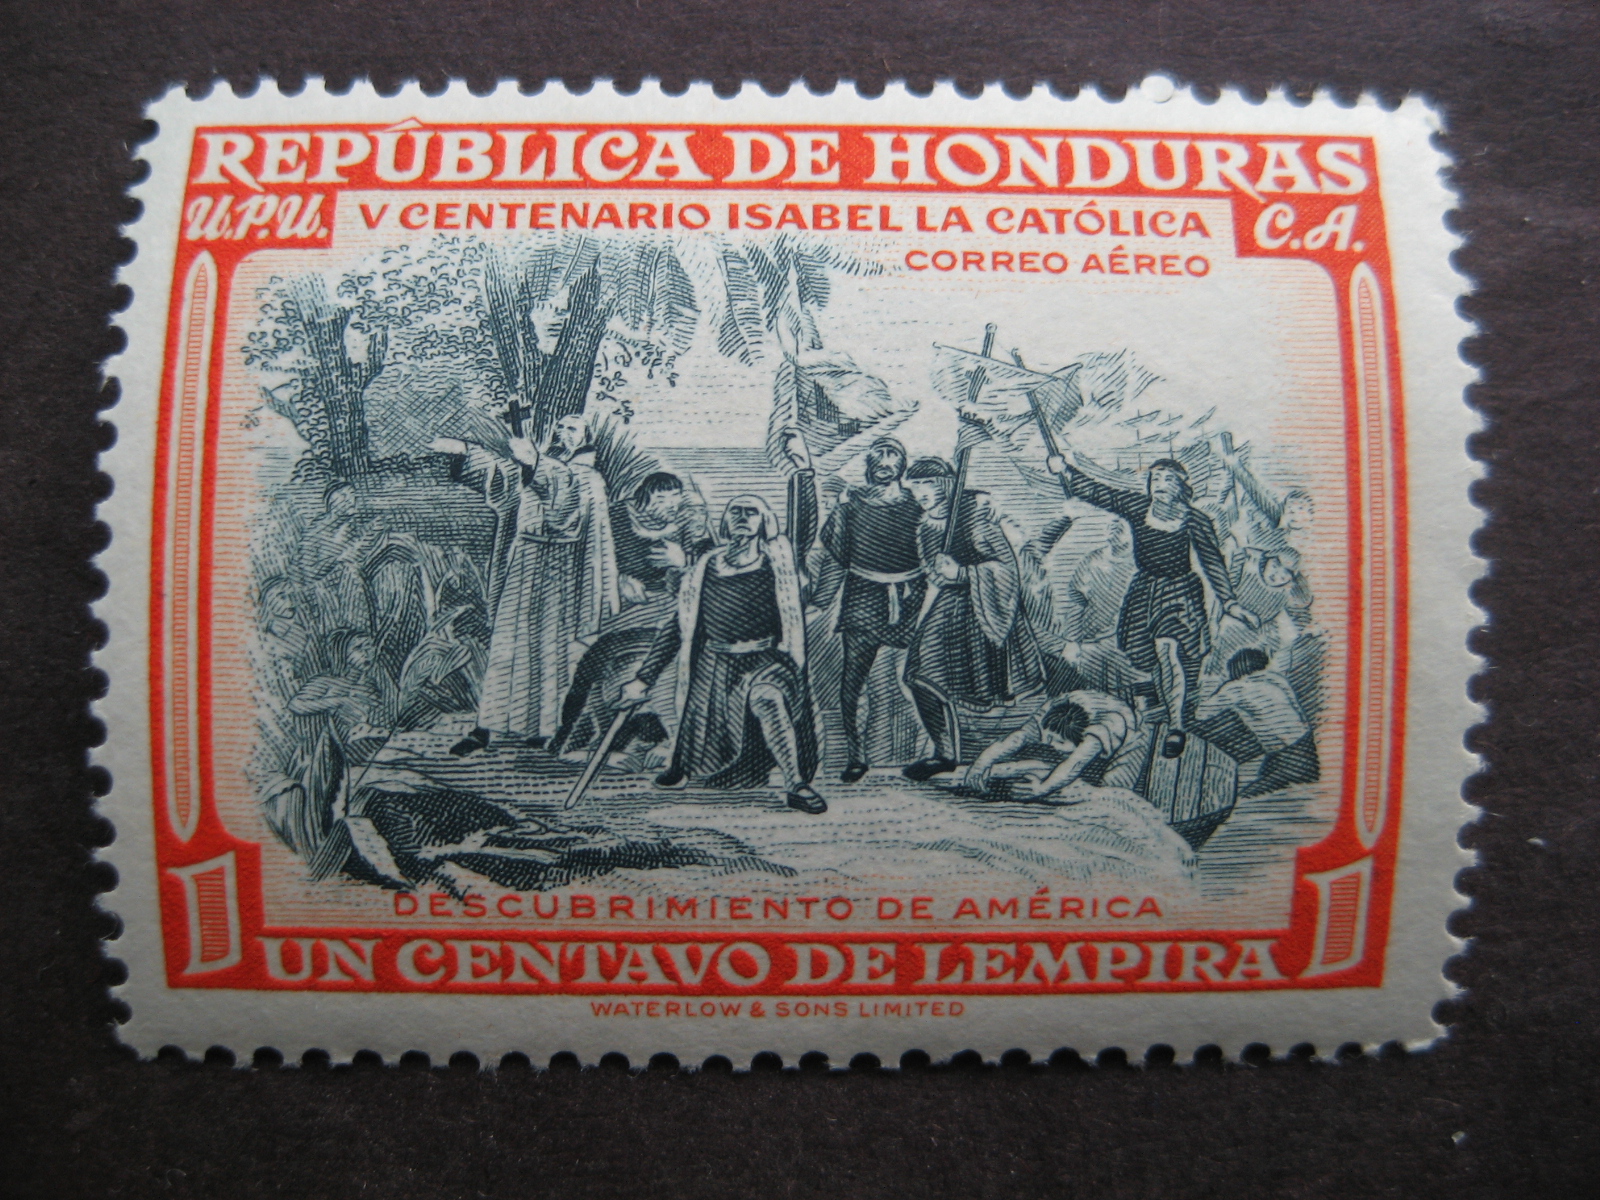 REPÚBLICA DE HONDURAS
U.P.U. V CENTENARIO ISABEL LA CATÓLICA C.A.
CORREO AÉREO
DESCUBRIMIENTO DE AMÉRICA
1 UN CENTAVO DE LEMPIRA 1
WATERLOW & SONS LIMITED